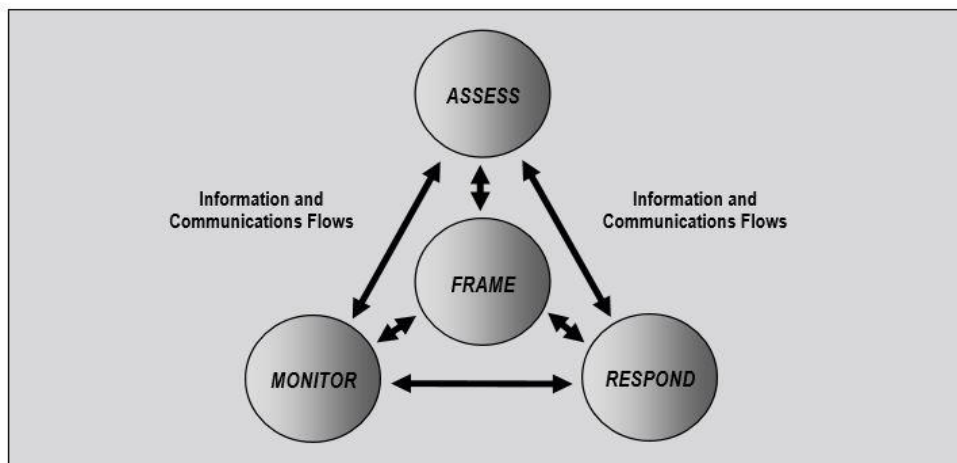 ASSESS
Information and
Communications Flows
Information and
Communications Flows
FRAME
MONITOR
RESPOND